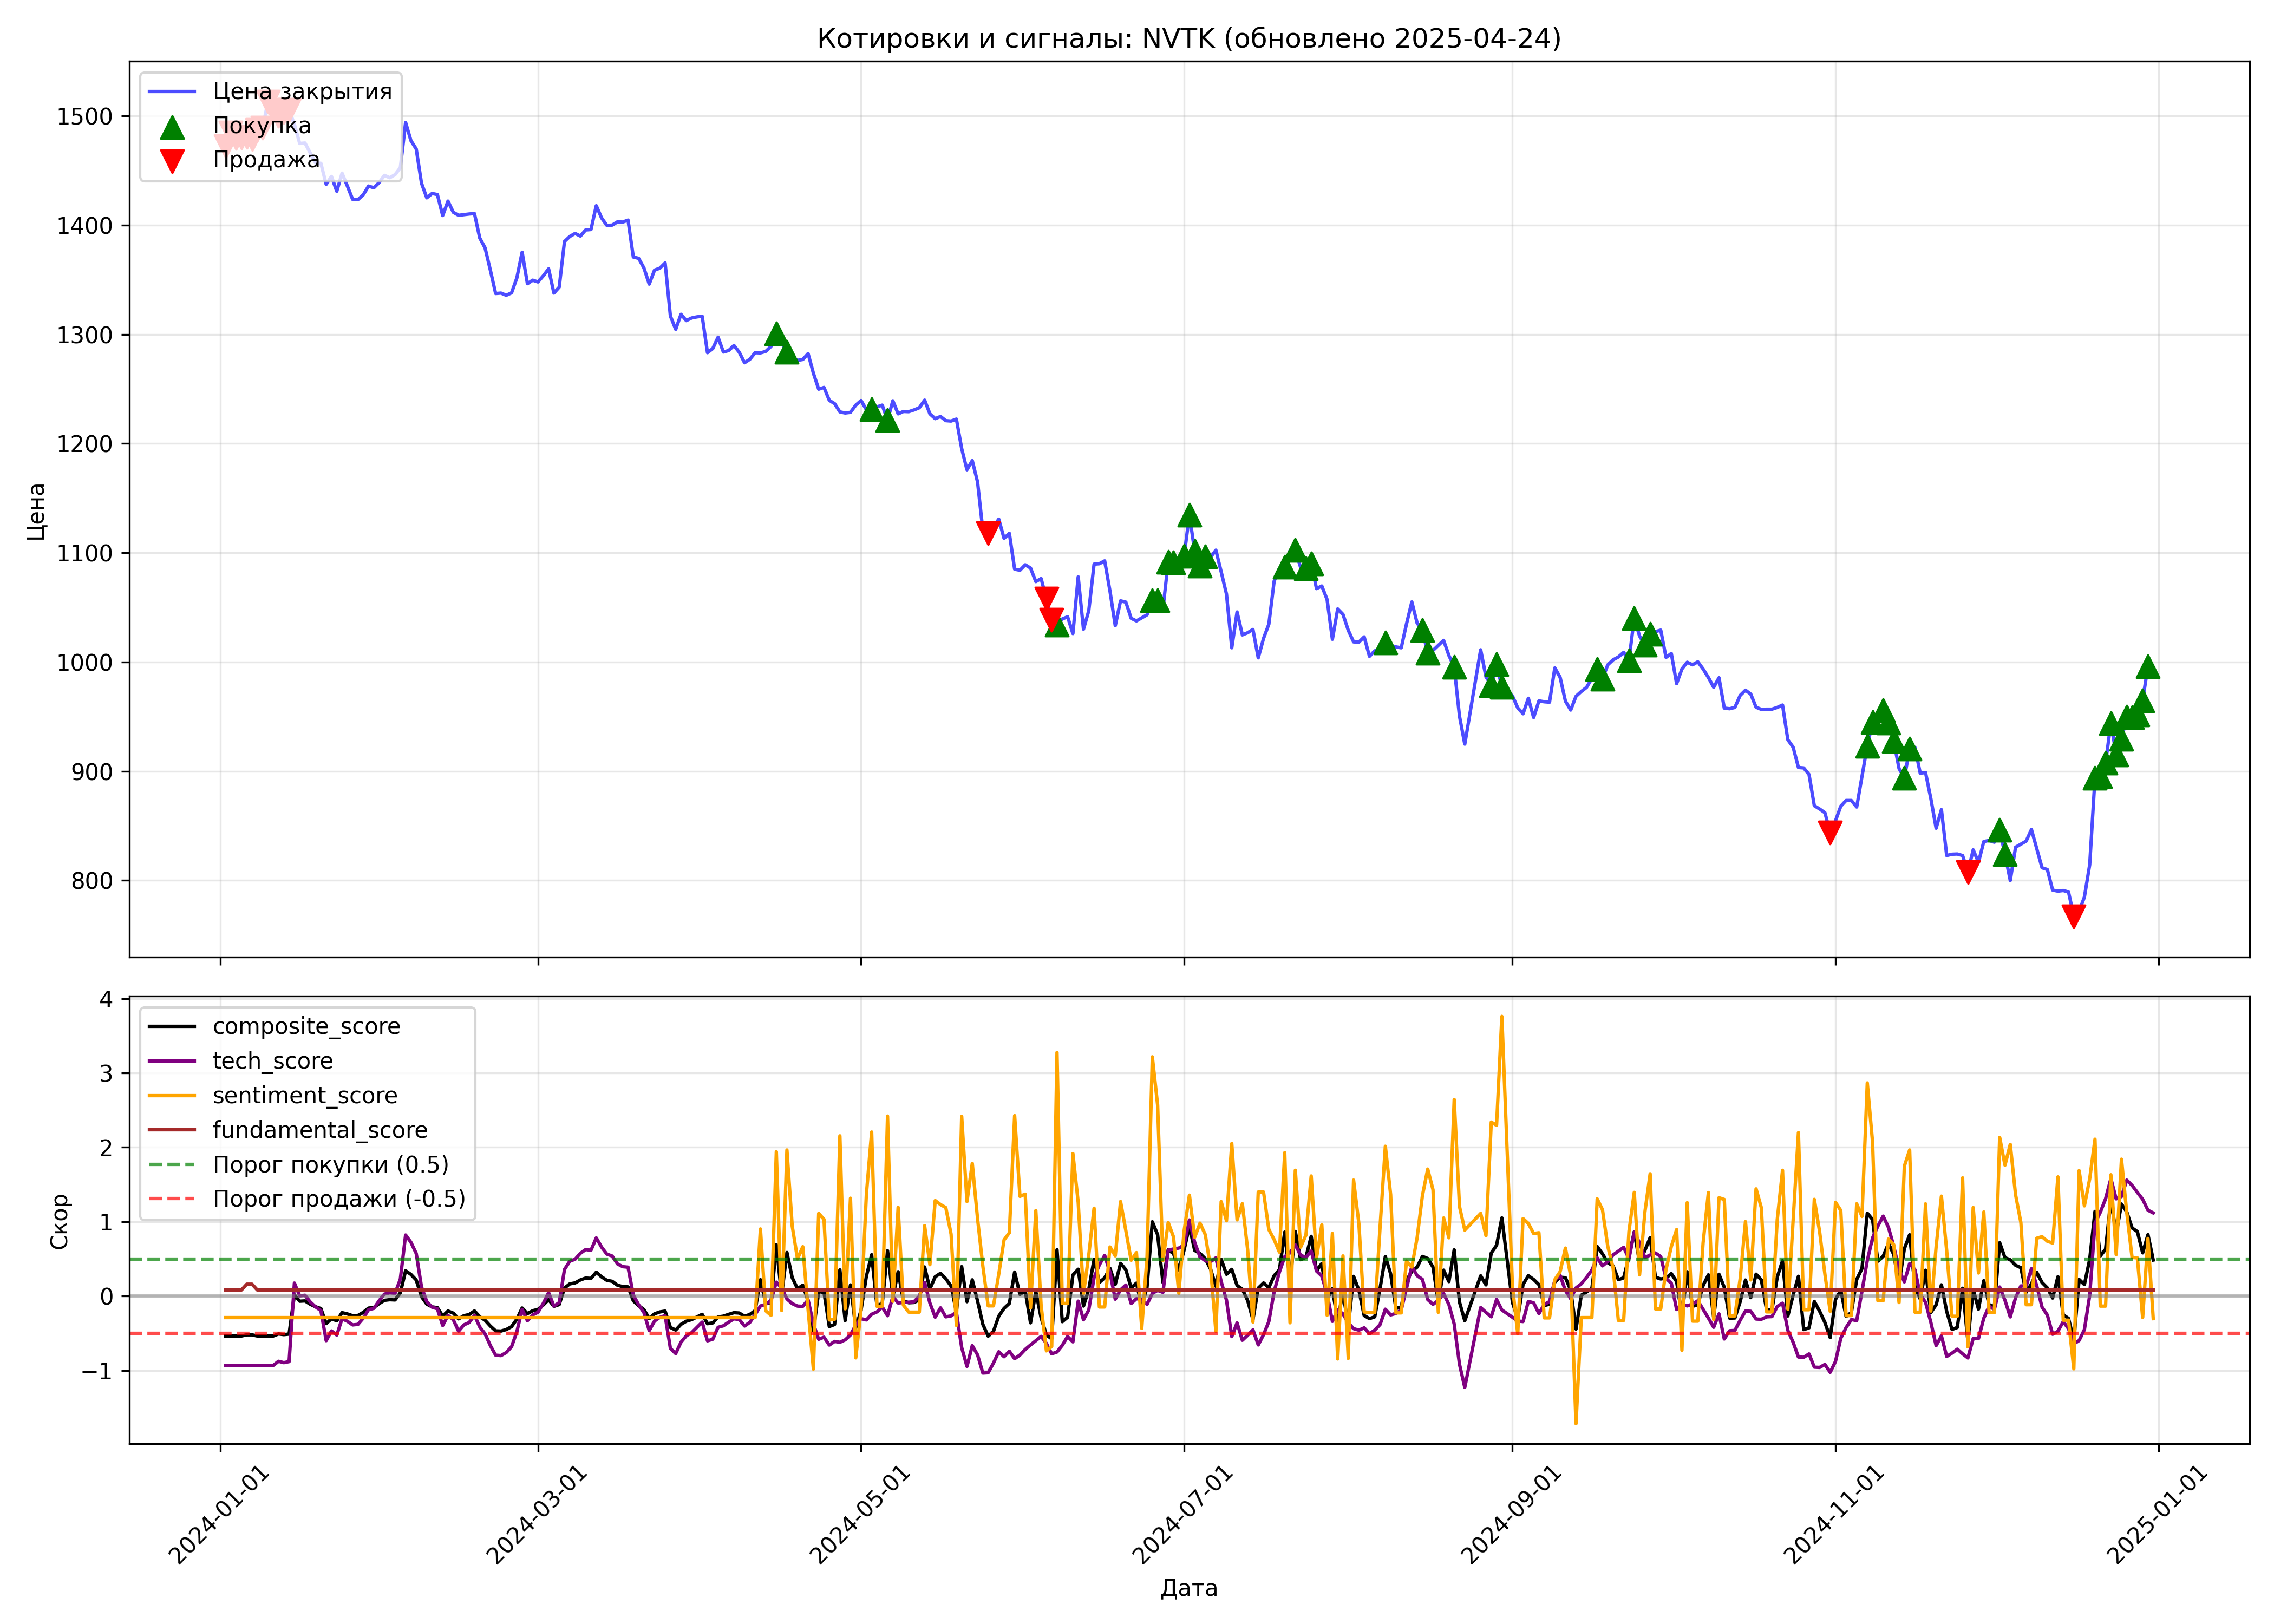 Котировки и сигналы: NVTK (обновлено 2025-04-24)
Цена закрытия
Покупка
Продажа
1500
1400
1300
1200
1100
1000
900
800
Цена
composite_score
tech_score
sentiment_score
fundamental_score
Порог покупки (0.5)
Порог продажи (-0.5)
4
3
2
1
0
−1
Скор
2024-01-01
2024-03-01
2024-05-01
2024-07-01
2024-09-01
2024-11-01
2025-01-01
Дата